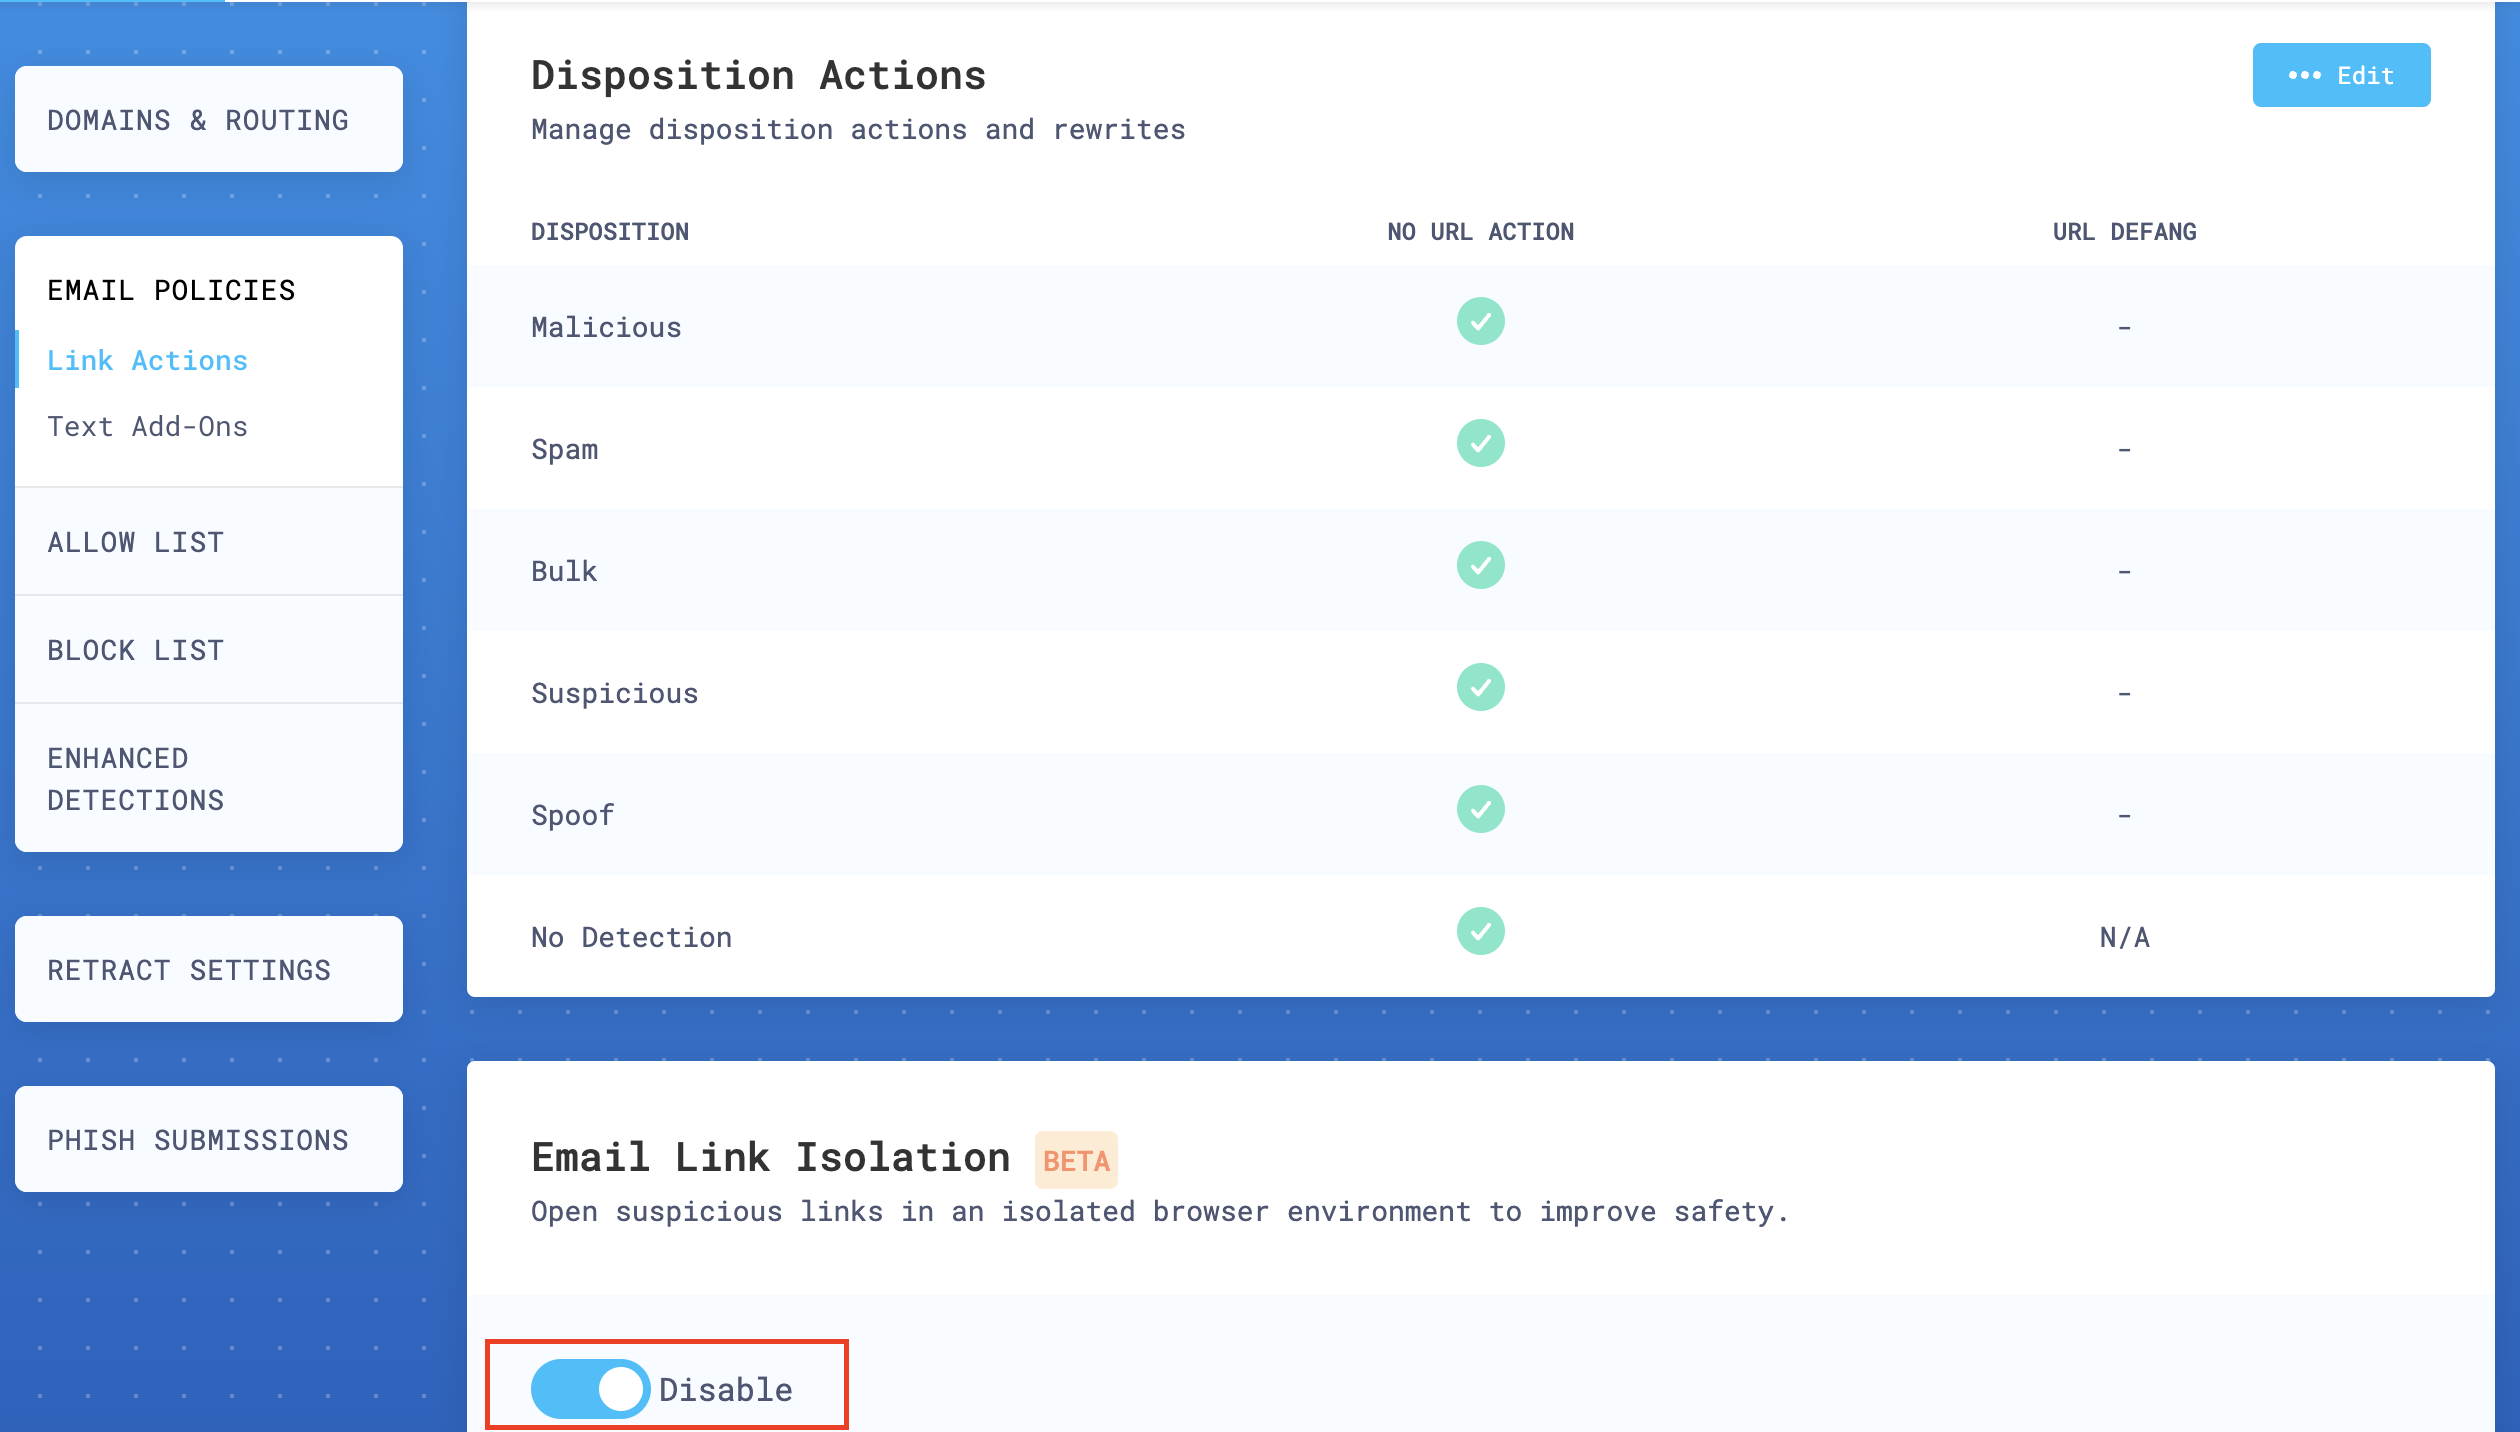 DOMAINS & ROUTING
EMAIL POLICIES
Link Actions
Text Add-Ons
ALLOW LIST
BLOCK LIST
ENHANCED
DETECTIONS
RETRACT SETTINGS
PHISH SUBMISSIONS
Disposition Actions
••• Edit
Manage disposition actions and rewrites
DISPOSITION NO URL ACTION URL DEFANG
Malicious -
Spam -
Bulk -
Suspicious -
Spoof -
No Detection N/A
Email Link Isolation BETA
Open suspicious links in an isolated browser environment to improve safety.
Disable